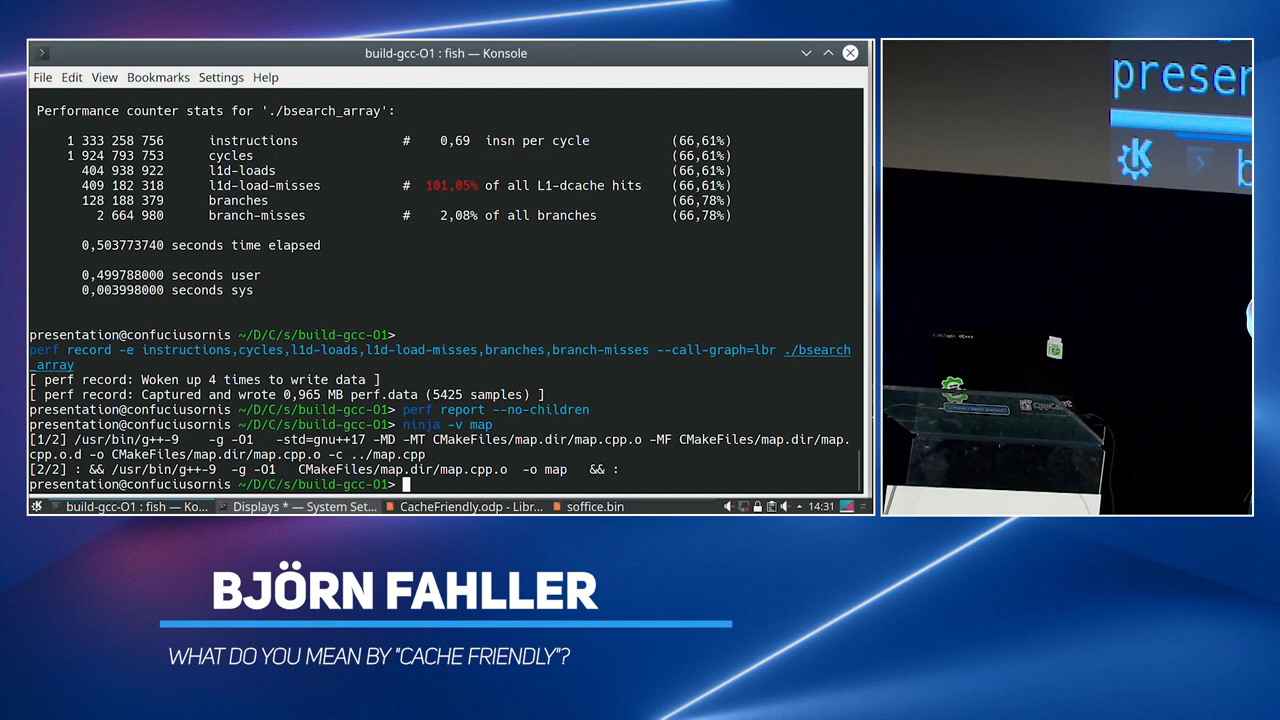 build-gcc-O1 : fish — Konsole
File Edit View Bookmarks Settings Help
Performance counter stats for './bsearch_array':
1 333 258 756 instructions # 0,69 insn per cycle (66,61%)
1 924 793 753 cycles (66,61%)
404 938 922 l1d-loads (66,61%)
409 182 318 l1d-load-misses # 101,05% of all L1-dcache hits (66,61%)
128 188 379 branches (66,78%)
2 664 980 branch-misses # 2,08% of all branches (66,78%)
0,503773740 seconds time elapsed
0,499788000 seconds user
0,003998000 seconds sys
presentation@confuciusornis ~/D/C/s/build-gcc-O1>
perf record -e instructions,cycles,l1d-loads,l1d-load-misses,branches,branch-misses --call-graph=lbr ./bsearch
_array
[ perf record: Woken up 4 times to write data ]
[ perf record: Captured and wrote 0,965 MB perf.data (5425 samples) ]
presentation@confuciusornis ~/D/C/s/build-gcc-O1> perf report --no-children
presentation@confuciusornis ~/D/C/s/build-gcc-O1> ninja -v map
[1/2] /usr/bin/g++-9 -g -O1 -std=gnu++17 -MD -MT CMakeFiles/map.dir/map.cpp.o -MF CMakeFiles/map.dir/map.
cpp.o.d -o CMakeFiles/map.dir/map.cpp.o -c ../map.cpp
[2/2] : && /usr/bin/g++-9 -g -O1 CMakeFiles/map.dir/map.cpp.o -o map && :
presentation@confuciusornis ~/D/C/s/build-gcc-O1>
build-gcc-O1 : fish — Ko... Displays * — System Set... CacheFriendly.odp - Libr... soffice.bin 14:31
presen
b
CppCast
BJÖRN FAHLLER
WHAT DO YOU MEAN BY "CACHE FRIENDLY"?